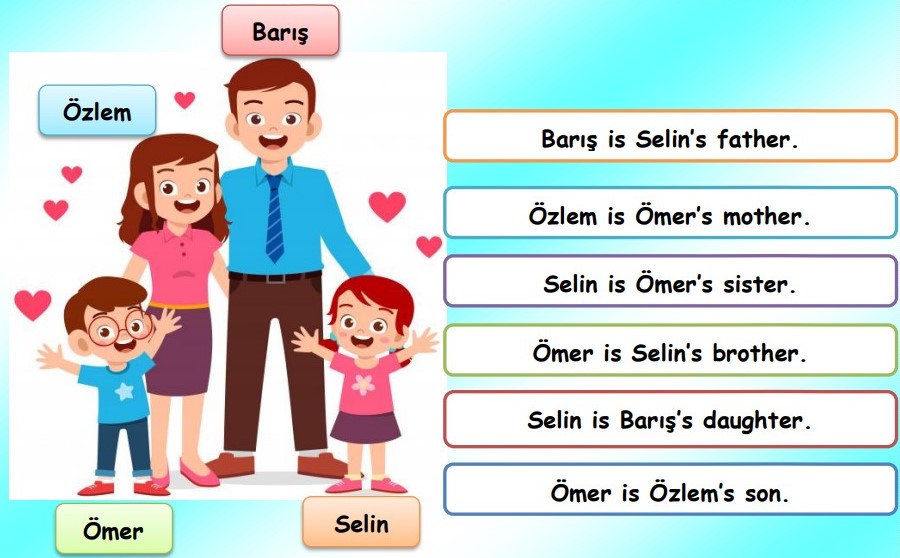 Barış
Özlem
Barış is Selin's father.
Özlem is Ömer's mother.
Selin is Ömer's sister.
Ömer is Selin's brother.
Selin is Barış's daughter.
Ömer is Özlem's son.
Ömer
Selin